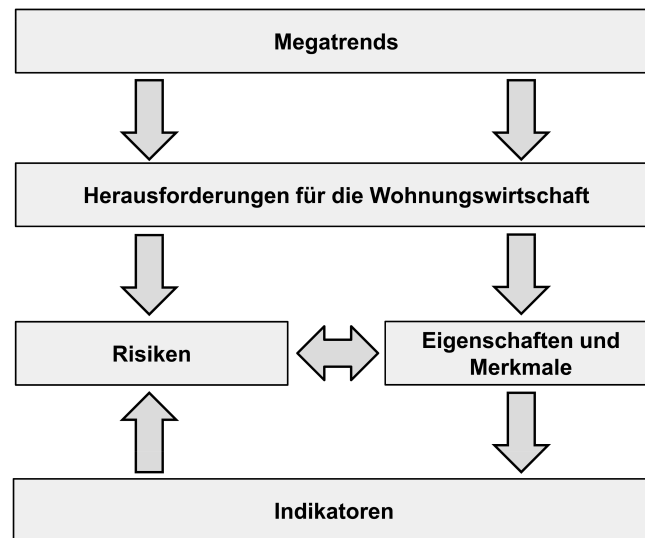 Megatrends
Herausforderungen für die Wohnungswirtschaft
Risiken
Eigenschaften und
Merkmale
Indikatoren